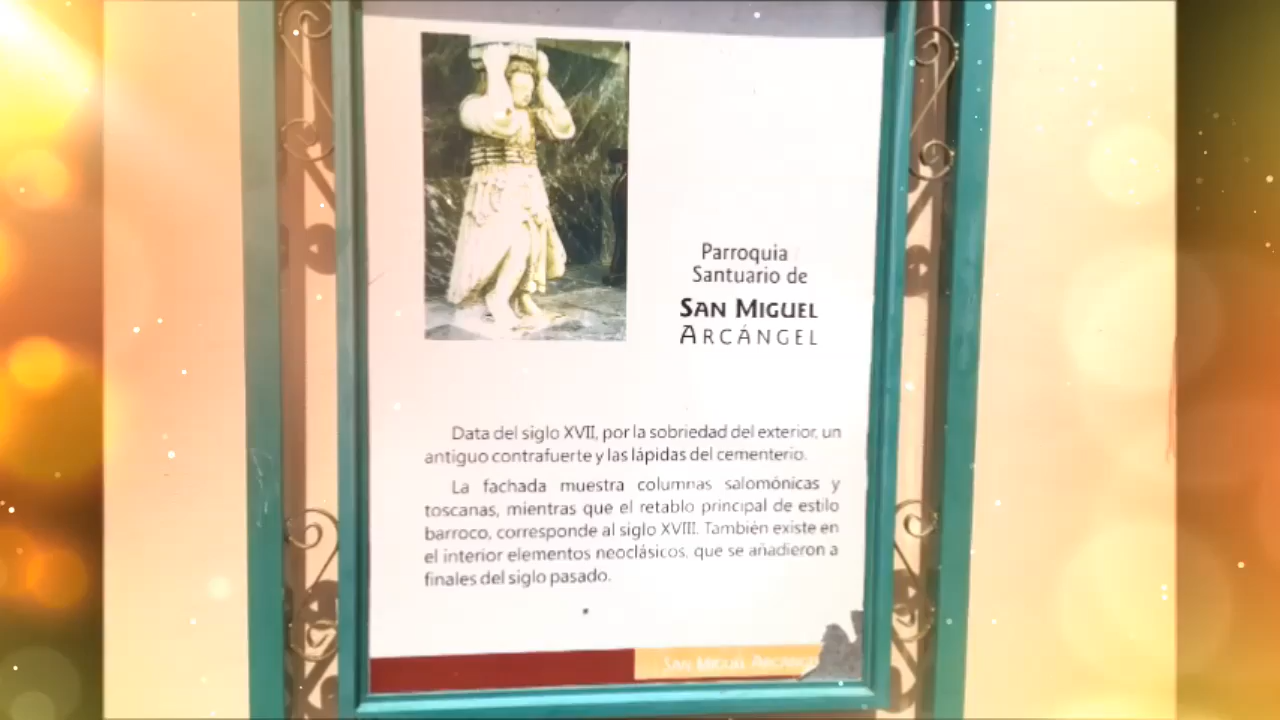 Parroquia
Santuario de
SAN MIGUEL
ARCÁNGEL
Data del siglo XVII, por la sobriedad del exterior, un
antiguo contrafuerte y las lápidas del cementerio.
La fachada muestra columnas salomónicas y
toscanas, mientras que el retablo principal de estilo
barroco, corresponde al siglo XVIII. También existe en
el interior elementos neoclásicos, que se añadieron a
finales del siglo pasado.
SAN MIGUEL